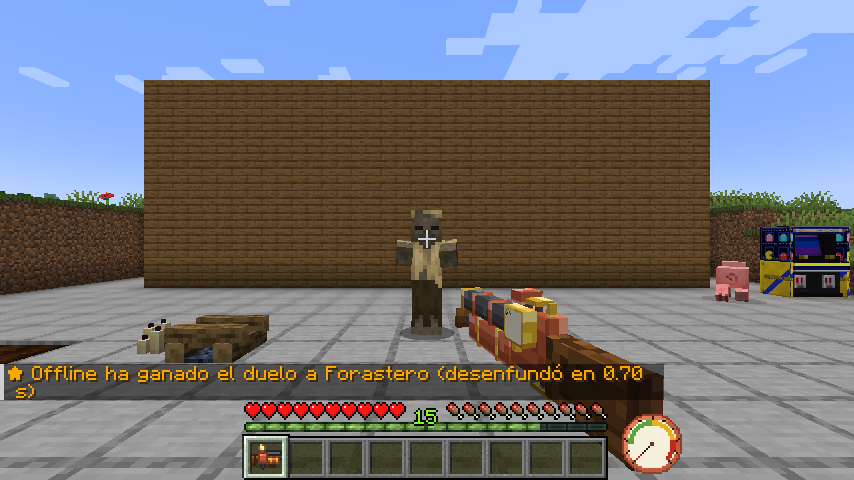 ★ Offline ha ganado el duelo a Forastero (desenfundó en 0.70
s)
15